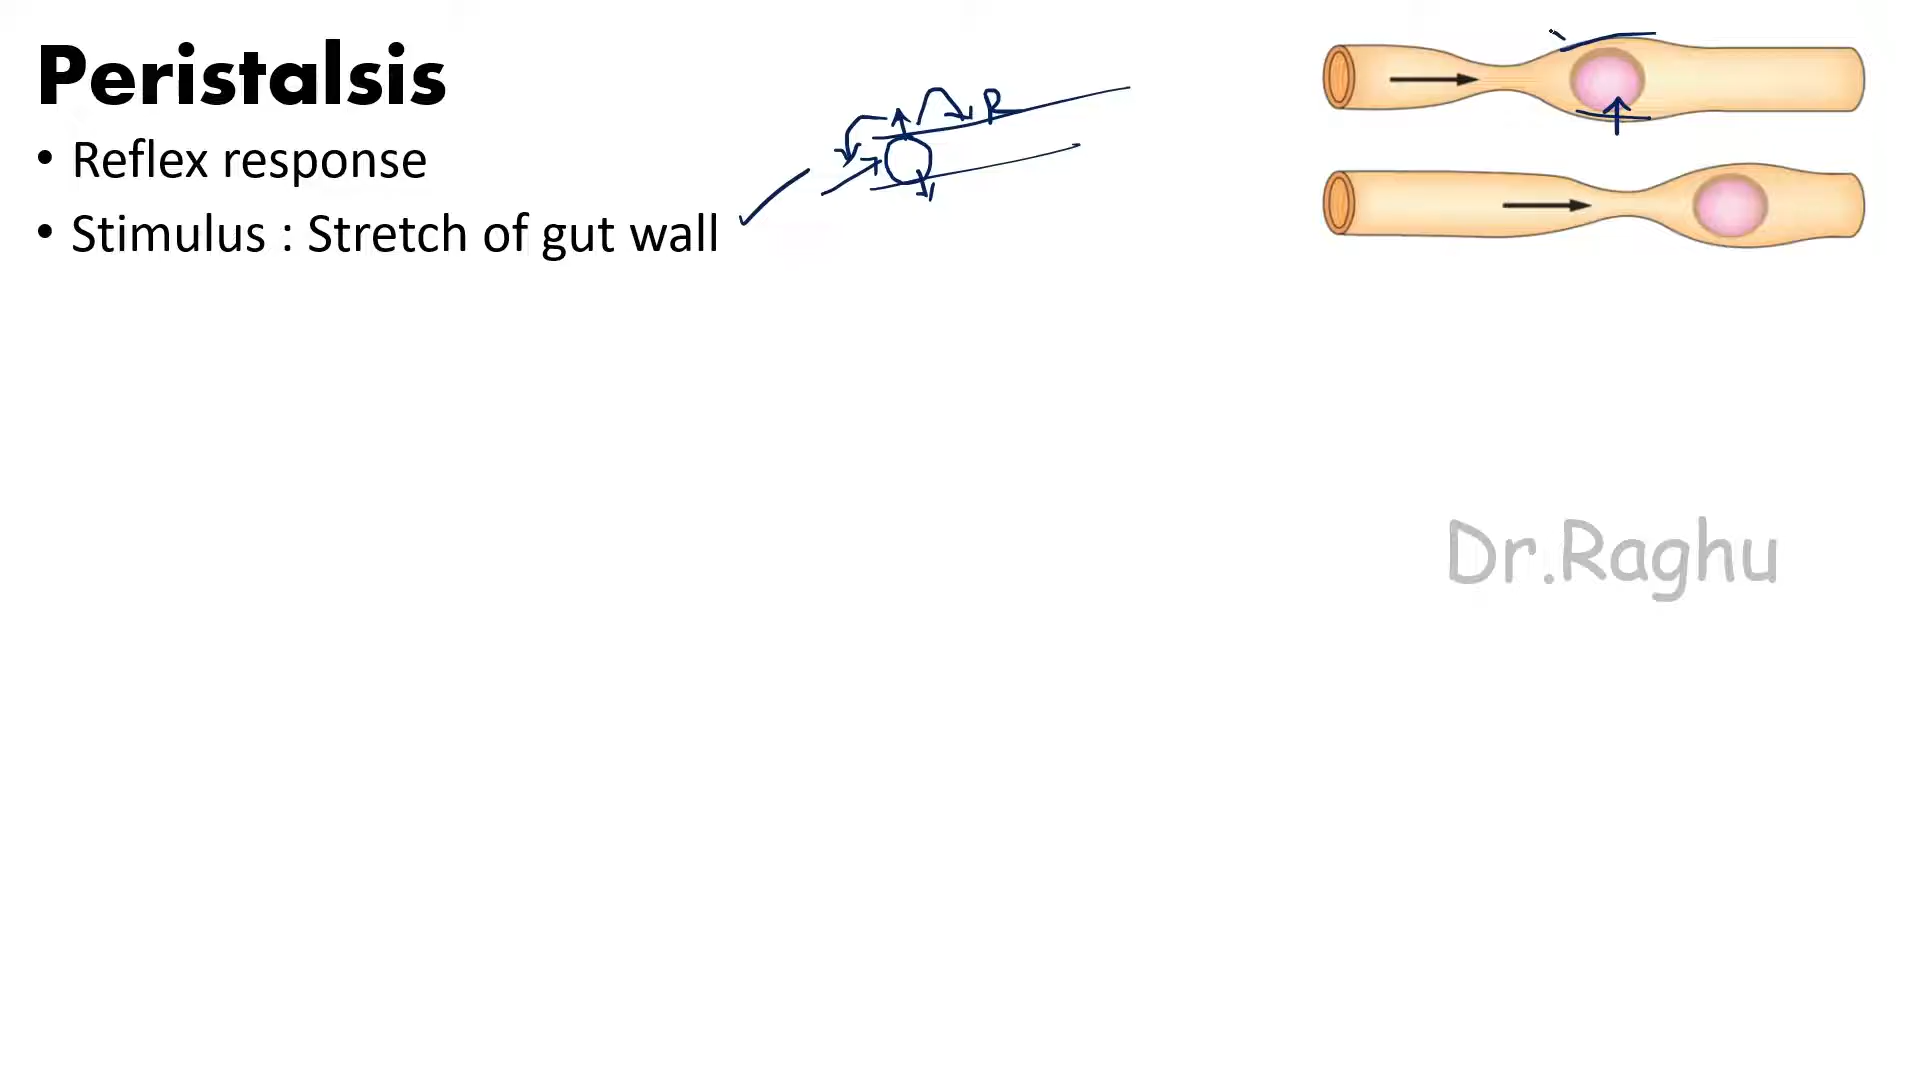 Peristalsis
• Reflex response
• Stimulus : Stretch of gut wall
R
Dr.Raghu